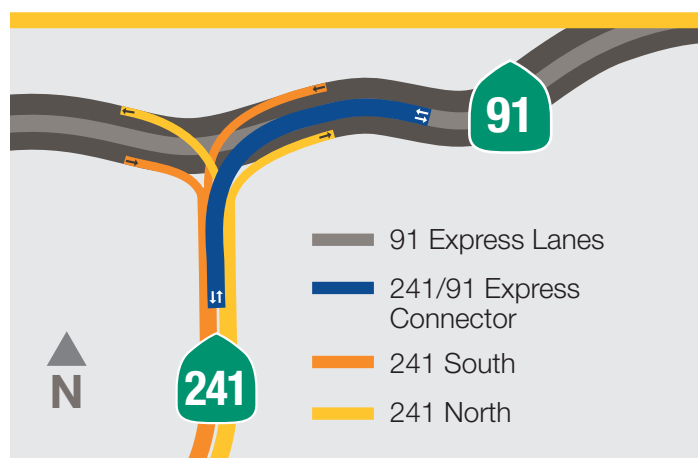 91
91 Express Lanes
241/91 Express
Connector
241 South
241 North
N
241